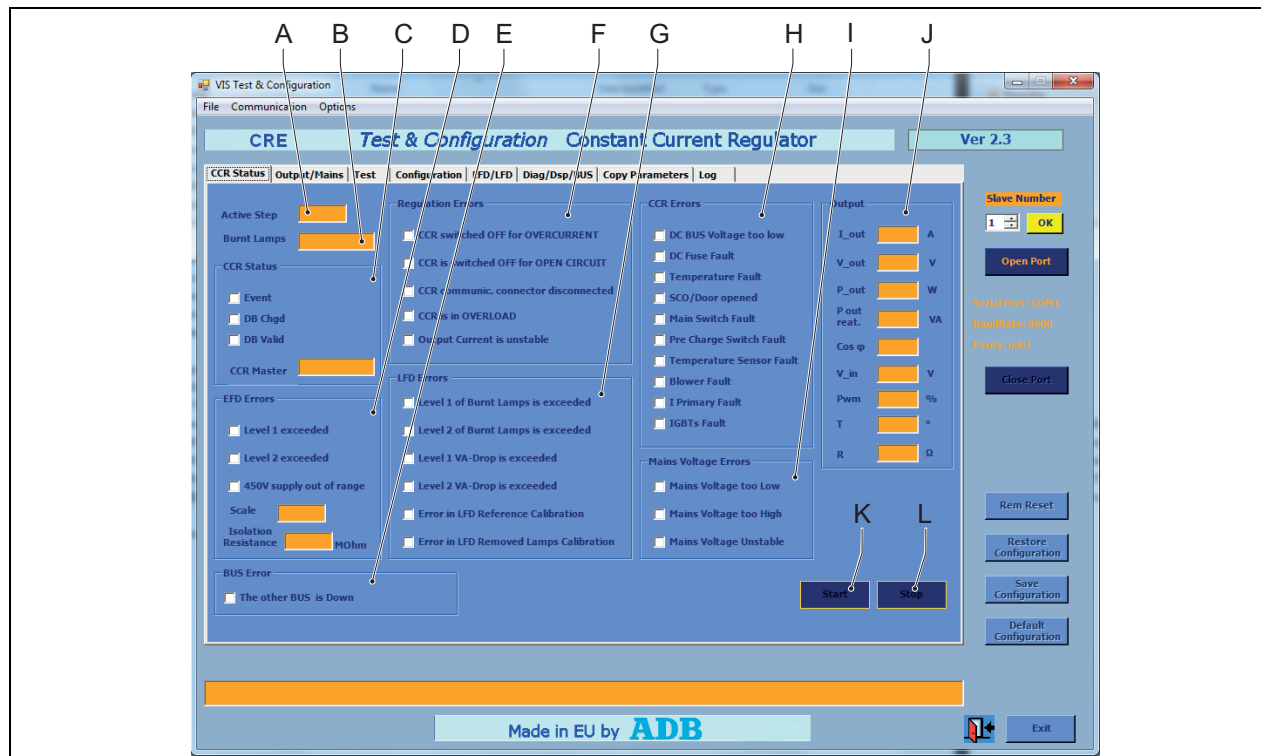 A B C D E F G H I J
VIS Test & Configuration
File Communication Options
CRE Test & Configuration Constant Current Regulator Ver 2.3
CCR Status Output/Mains Test Configuration EFD/LFD Diag/Dsp/BUS Copy Parameters Log
Active Step
Burnt Lamps
CCR Status
Event
DB Chgd
DB Valid
CCR Master
EFD Errors
Level 1 exceeded
Level 2 exceeded
450V supply out of range
Scale
Isolation
Resistance MOhm
BUS Error
The other BUS is Down
Regulation Errors
CCR switched OFF for OVERCURRENT
CCR is switched OFF for OPEN CIRCUIT
CCR communic. connector disconnected
CCR is in OVERLOAD
Output Current is unstable
LFD Errors
Level 1 of Burnt Lamps is exceeded
Level 2 of Burnt Lamps is exceeded
Level 1 VA-Drop is exceeded
Level 2 VA-Drop is exceeded
Error in LFD Reference Calibration
Error in LFD Removed Lamps Calibration
CCR Errors
DC BUS Voltage too low
DC Fuse Fault
Temperature Fault
SCO/Door opened
Main Switch Fault
Pre Charge Switch Fault
Temperature Sensor Fault
Blower Fault
I Primary Fault
IGBTs Fault
Mains Voltage Errors
Mains Voltage too Low
Mains Voltage too High
Mains Voltage Unstable
Output
I_out A
V_out V
P_out W
P out
reat. VA
Cos φ
V_in V
Pwm %
T °
R Ω
K L
Start Stop
Slave Number
1 OK
Open Port
Serial Port: COM1
BaudRate: 9600
Parity: n,8,1
Close Port
Rem Reset
Restore
Configuration
Save
Configuration
Default
Configuration
Made in EU by ADB
Exit